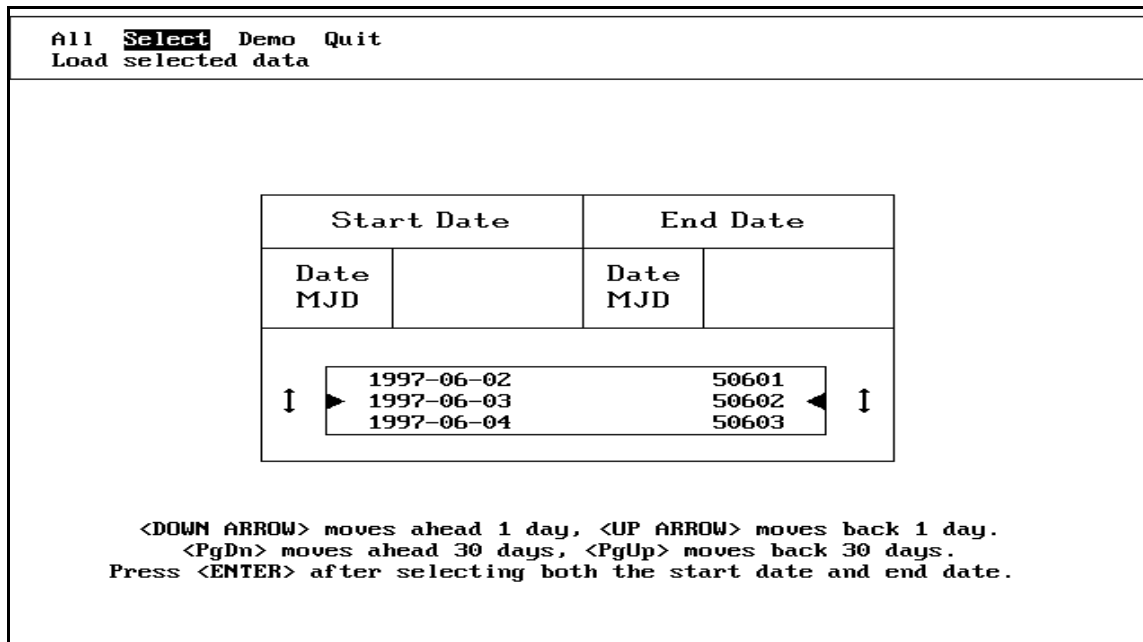 All Select Demo Quit
Load selected data
Start Date End Date
Date Date
MJD MJD
1997-06-02 50601
1997-06-03 50602
1997-06-04 50603
<DOWN ARROW> moves ahead 1 day, <UP ARROW> moves back 1 day.
<PgDn> moves ahead 30 days, <PgUp> moves back 30 days.
Press <ENTER> after selecting both the start date and end date.